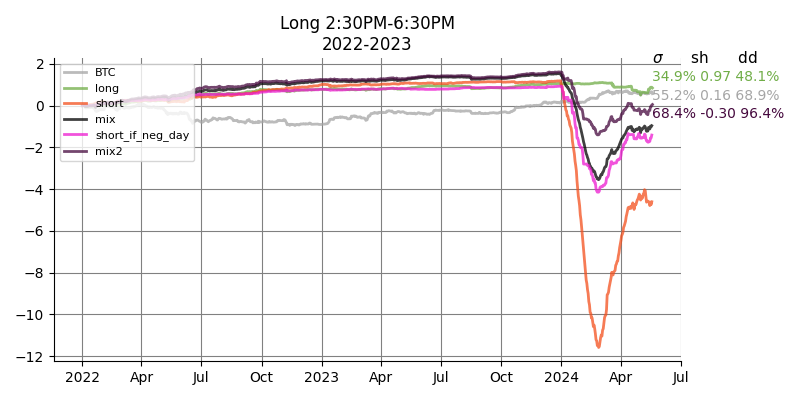 Long 2:30PM-6:30PM
2022-2023
σ sh dd
34.9% 0.97 48.1%
55.2% 0.16 68.9%
68.4% -0.30 96.4%
BTC
long
short
mix
short_if_neg_day
mix2
2
0
−2
−4
−6
−8
−10
−12
2022 Apr Jul Oct 2023 Apr Jul Oct 2024 Apr Jul